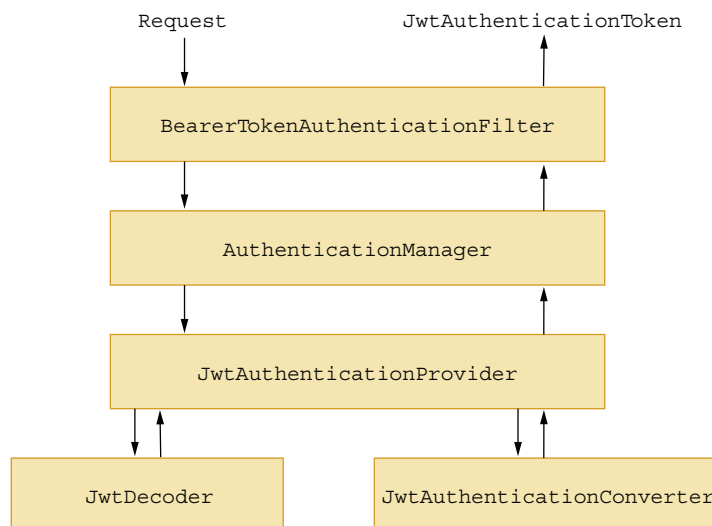 Request
JwtAuthenticationToken
BearerTokenAuthenticationFilter
AuthenticationManager
JwtAuthenticationProvider
JwtDecoder
JwtAuthenticationConverter